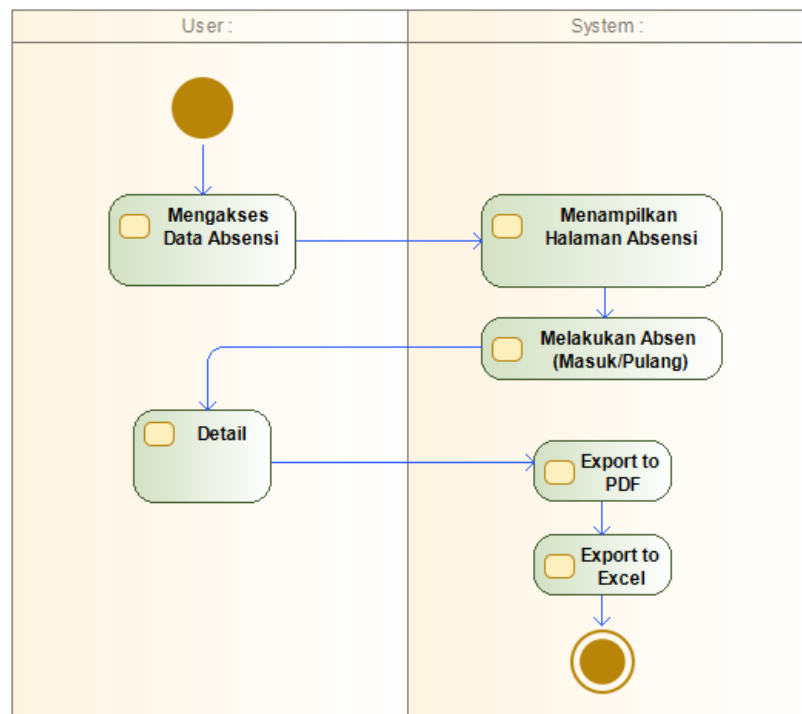 User :
System :
Mengakses
Data Absensi
Menampilkan
Halaman Absensi
Melakukan Absen
(Masuk/Pulang)
Detail
Export to
PDF
Export to
Excel